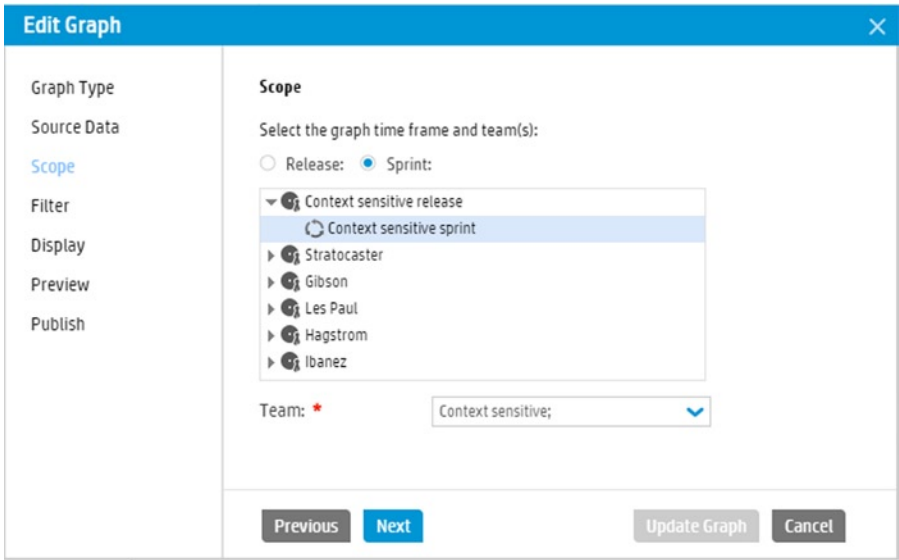 Edit Graph
Graph Type
Source Data
Scope
Filter
Display
Preview
Publish
Scope
Select the graph time frame and team(s):
Release: Sprint:
Context sensitive release
Context sensitive sprint
Stratocaster
Gibson
Les Paul
Hagstrom
Ibanez
Team: * Context sensitive;
Previous Next Update Graph Cancel